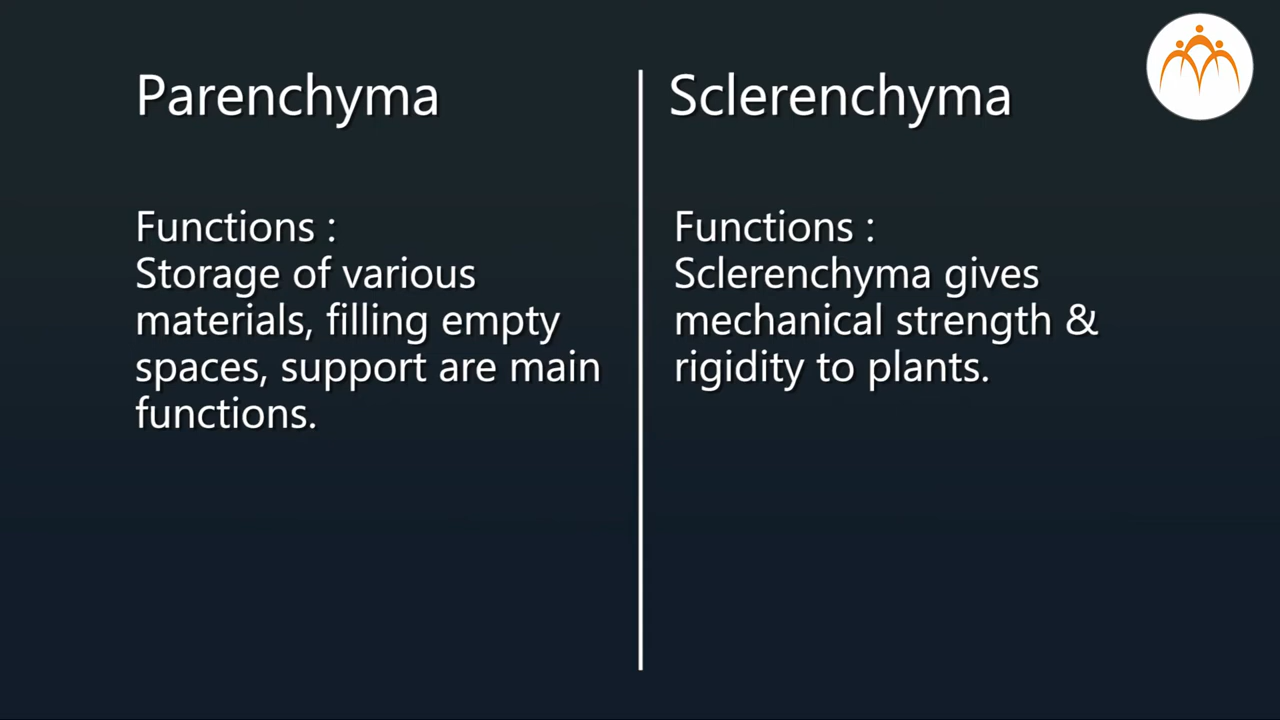 Parenchyma
Functions :
Storage of various
materials, filling empty
spaces, support are main
functions.
Sclerenchyma
Functions :
Sclerenchyma gives
mechanical strength &
rigidity to plants.